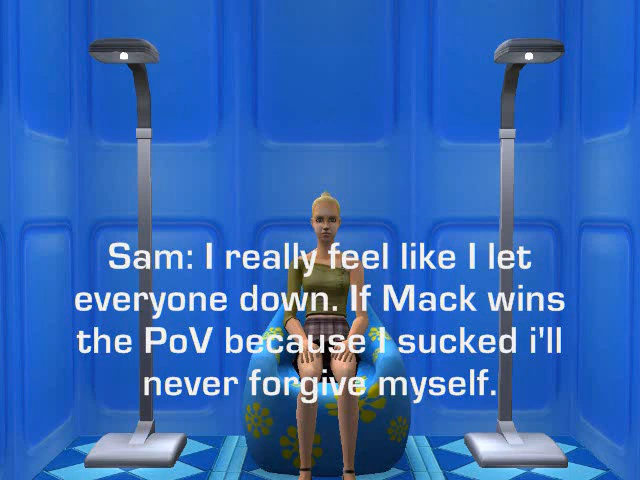 Sam: I really feel like I let
everyone down. If Mack wins
the PoV because I sucked i'll
never forgive myself.